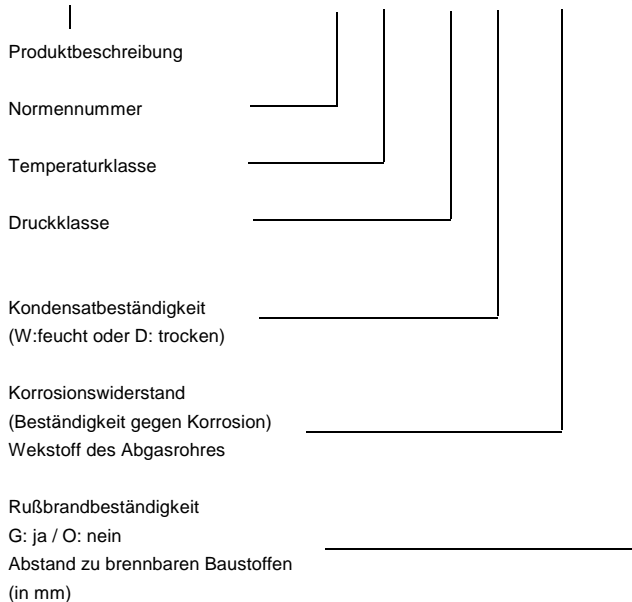 Produktbeschreibung
Normennummer
Temperaturklasse
Druckklasse
Kondensatbeständigkeit
(W:feucht oder D: trocken)
Korrosionswiderstand
(Beständigkeit gegen Korrosion)
Wekstoff des Abgasrohres
Rußbrandbeständigkeit
G: ja / O: nein
Abstand zu brennbaren Baustoffen
(in mm)